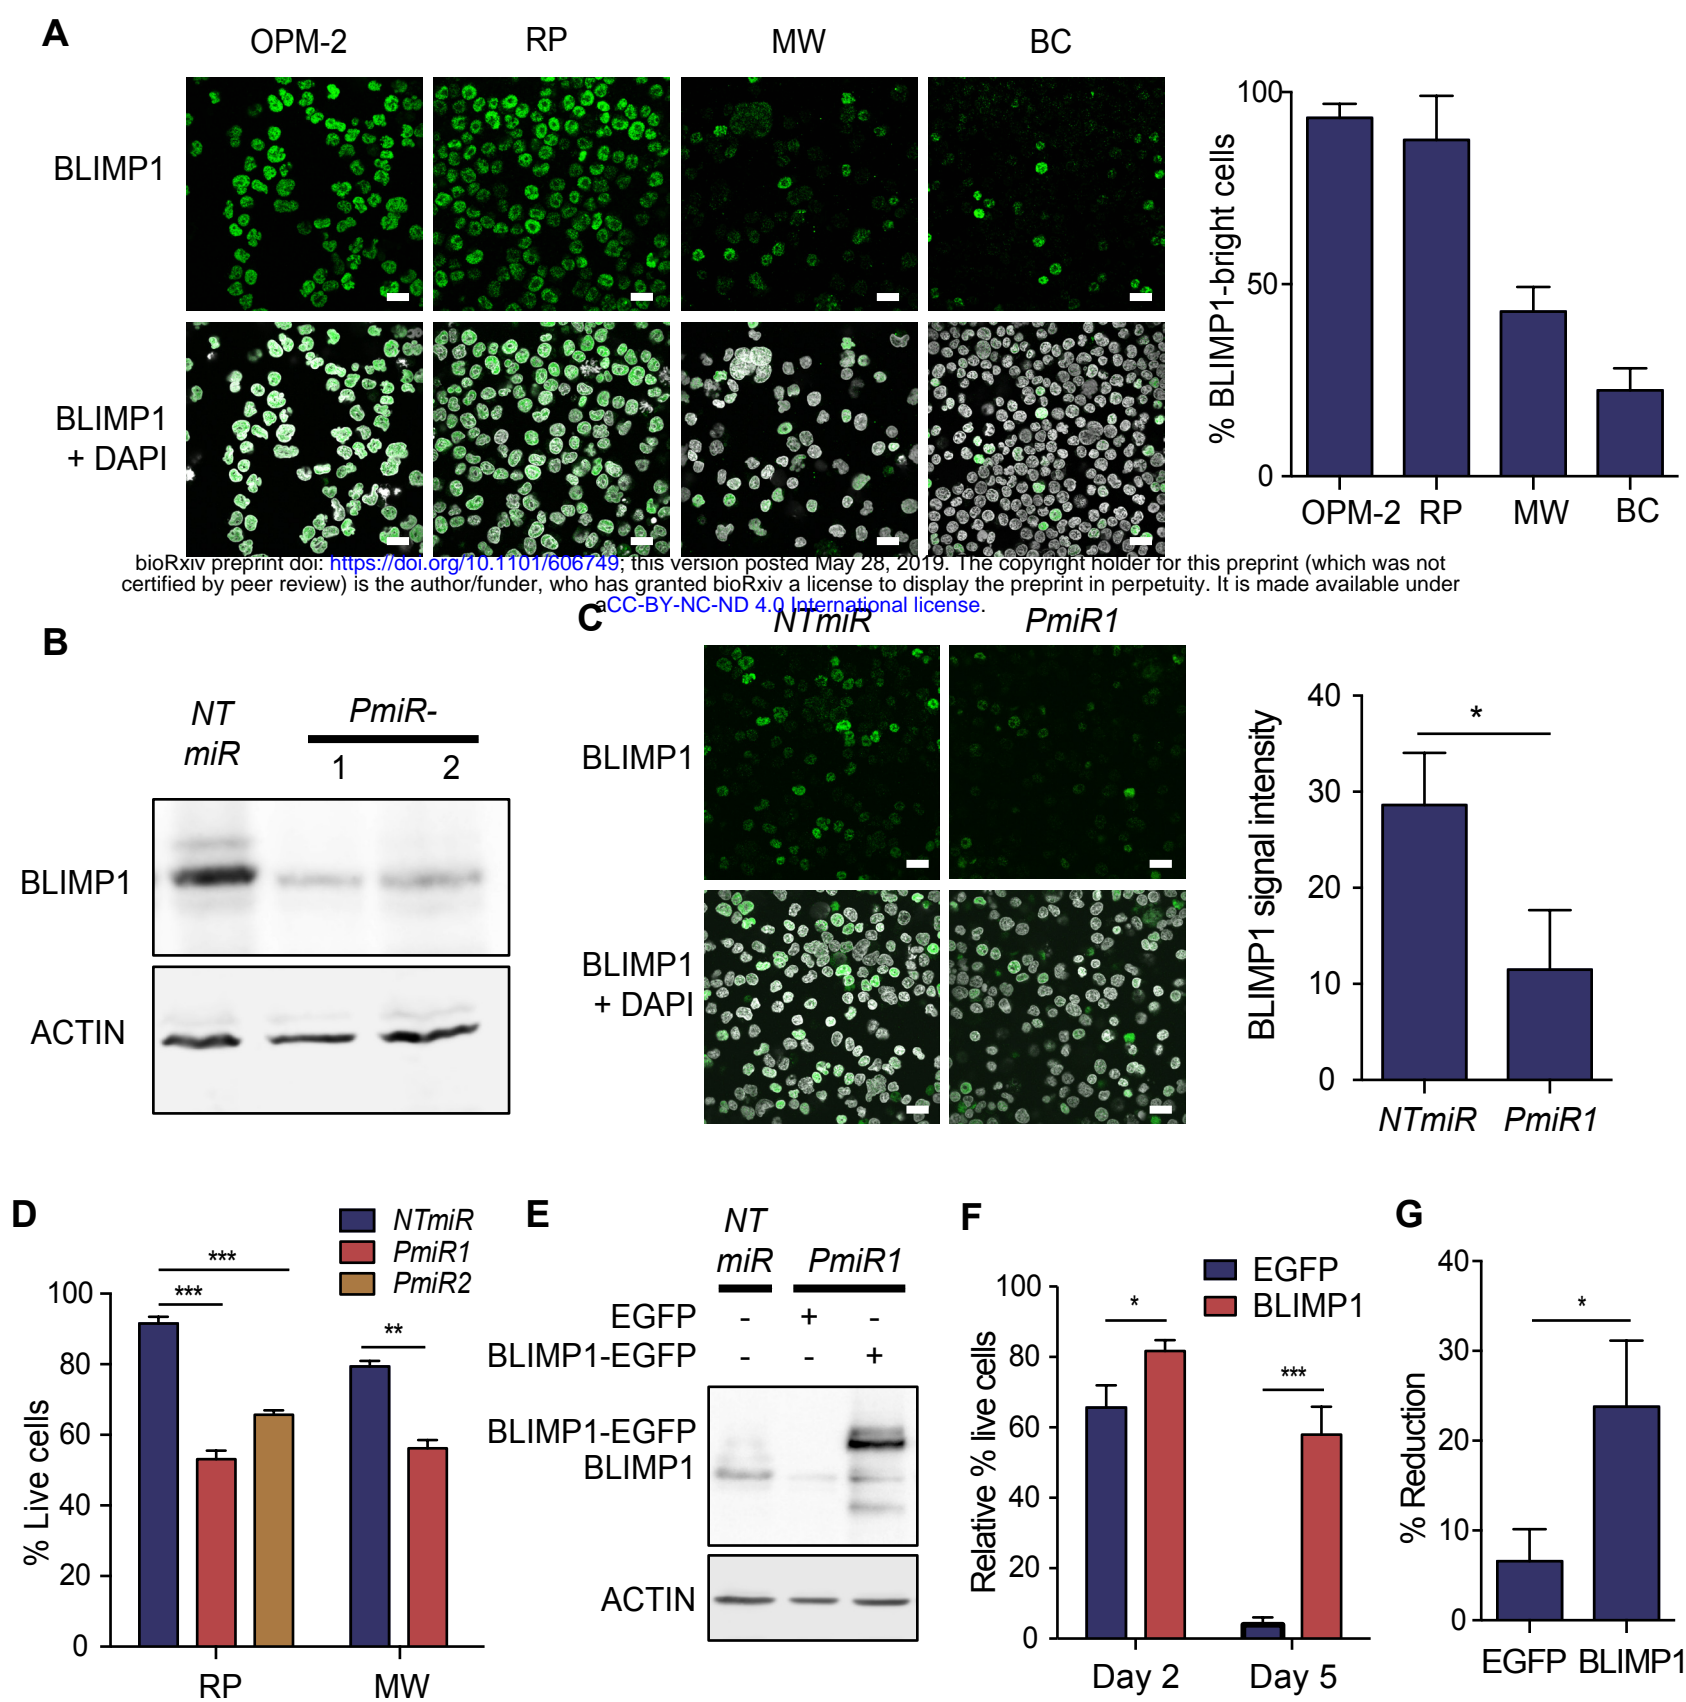 A
OPM-2 RP MW BC
BLIMP1
BLIMP1
+ DAPI
% BLIMP1-bright cells
100
50
0
OPM-2 RP MW BC
bioRxiv preprint doi: https://doi.org/10.1101/606749; this version posted May 28, 2019. The copyright holder for this preprint (which was not
certified by peer review) is the author/funder, who has granted bioRxiv a license to display the preprint in perpetuity. It is made available under
aCC-BY-NC-ND 4.0 International license.
B
NT
miR
PmiR-
1 2
BLIMP1
ACTIN
C
NTmiR PmiR1
BLIMP1
BLIMP1
+ DAPI
BLIMP1 signal intensity
40
30
20
10
0
*
NTmiR PmiR1
D
NTmiR
PmiR1
PmiR2
% Live cells
100
80
60
40
20
0
***
***
**
RP MW
E
NT
miR PmiR1
EGFP - + -
BLIMP1-EGFP - - +
BLIMP1-EGFP
BLIMP1
ACTIN
F
EGFP
BLIMP1
Relative % live cells
100
80
60
40
20
0
*
***
Day 2 Day 5
G
% Reduction
40
30
20
10
0
*
EGFP BLIMP1